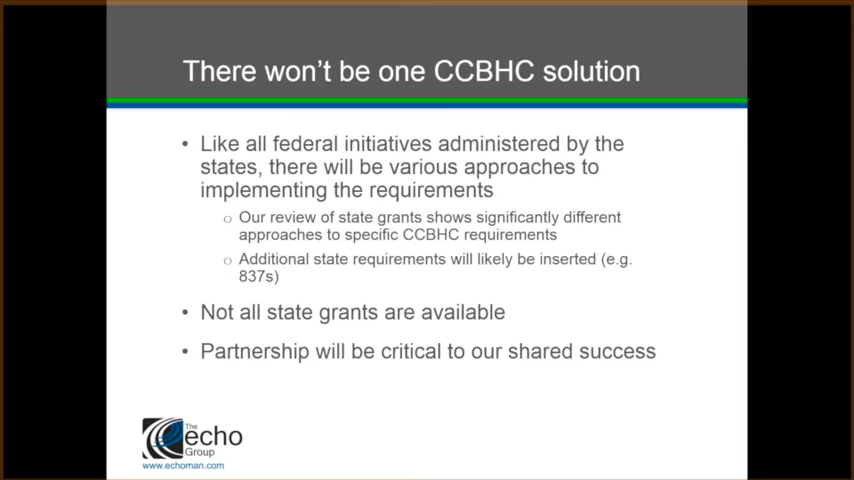 There won't be one CCBHC solution
• Like all federal initiatives administered by the
states, there will be various approaches to
implementing the requirements
o Our review of state grants shows significantly different
approaches to specific CCBHC requirements
o Additional state requirements will likely be inserted (e.g.
837s)
• Not all state grants are available
• Partnership will be critical to our shared success
The
echo
Group
www.echoman.com